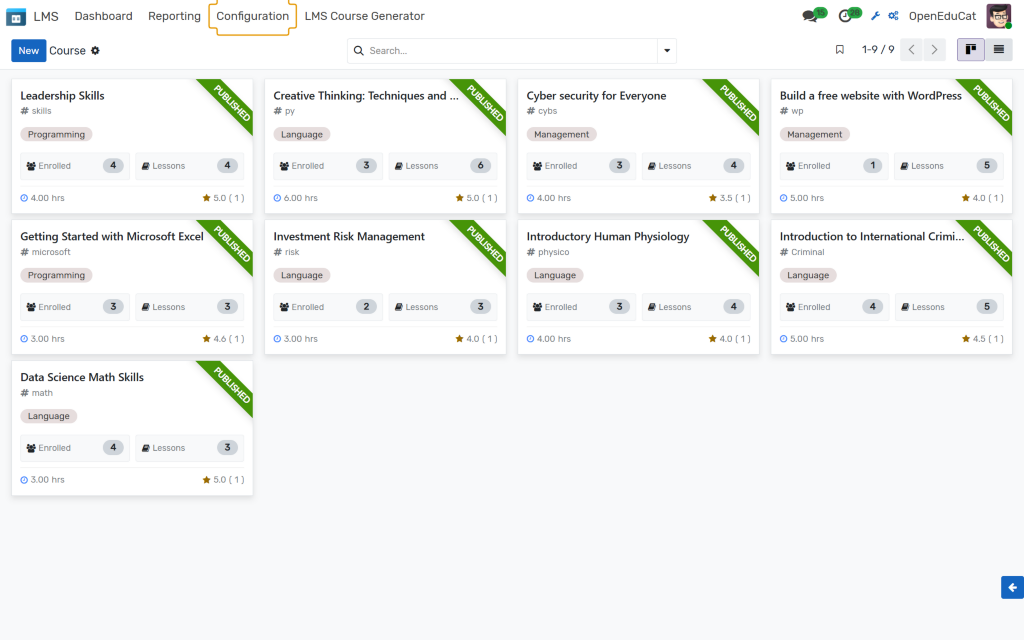 LMS Dashboard Reporting Configuration LMS Course Generator 15 28 OpenEduCat
New Course Search... 1-9 / 9
Leadership Skills
# skills
Programming
Enrolled 4 Lessons 4
4.00 hrs 5.0 ( 1 )
PUBLISHED
Creative Thinking: Techniques and ...
# py
Language
Enrolled 3 Lessons 6
6.00 hrs 5.0 ( 1 )
PUBLISHED
Cyber security for Everyone
# cybs
Management
Enrolled 3 Lessons 4
4.00 hrs 3.5 ( 1 )
PUBLISHED
Build a free website with WordPress
# wp
Management
Enrolled 1 Lessons 5
5.00 hrs 4.0 ( 1 )
PUBLISHED
Getting Started with Microsoft Excel
# microsoft
Programming
Enrolled 3 Lessons 3
3.00 hrs 4.6 ( 1 )
PUBLISHED
Investment Risk Management
# risk
Language
Enrolled 2 Lessons 3
3.00 hrs 4.0 ( 1 )
PUBLISHED
Introductory Human Physiology
# physico
Language
Enrolled 3 Lessons 4
4.00 hrs 4.0 ( 1 )
PUBLISHED
Introduction to International Crimi...
# Criminal
Language
Enrolled 4 Lessons 5
5.00 hrs 4.5 ( 1 )
PUBLISHED
Data Science Math Skills
# math
Language
Enrolled 4 Lessons 3
3.00 hrs 5.0 ( 1 )
PUBLISHED